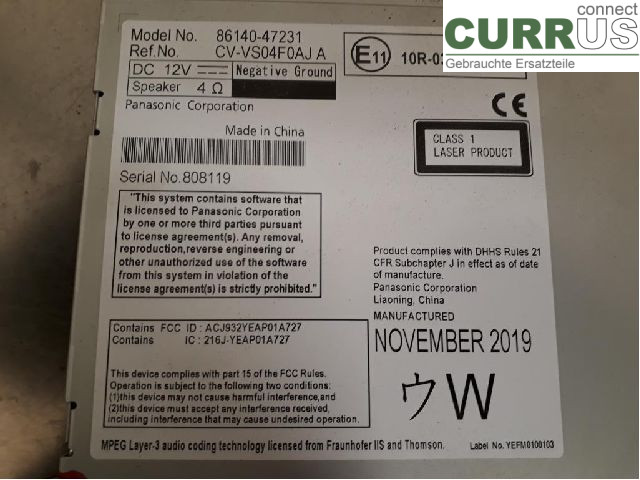 connect
CURRUS
Gebrauchte Ersatzteile
Model No. 86140-47231
Ref.No. CV-VS04F0AJ A
DC 12V Negative Ground
Speaker 4 Ω
Panasonic Corporation
E11
CE
Made in China
CLASS 1
LASER PRODUCT
Serial No.808119
"This system contains software that
is licensed to Panasonic Corporation
by one or more third parties pursuant
to license agreement(s). Any removal,
reproduction,reverse engineering or
other unauthorized use of the software
from this system in violation of the
license agreement(s) is strictly prohibited."
Product complies with DHHS Rules 21
CFR Subchapter J in effect as of date
of manufacture.
Panasonic Corporation
Liaoning, China
MANUFACTURED
NOVEMBER 2019
ウW
Contains FCC ID : ACJ932YEAP01A727
Contains IC : 216J-YEAP01A727
This device complies with part 15 of the FCC Rules.
Operation is subject to the following two conditions:
(1)this device may not cause harmful interference,and
(2)this device must accept any interference received,
including interference that may cause undesired operation.
MPEG Layer-3 audio coding technology licensed from Fraunhofer IIS and Thomson.
Label No. YEFM0100103